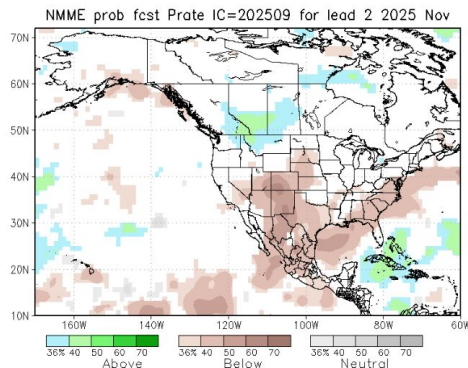 NMME prob fcst Prate IC=202509 for lead 2 2025 Nov
70N
60N
50N
40N
30N
20N
10N
160W 140W 120W 100W 80W 60W
36% 40 50 60 70 36% 40 50 60 70 36% 40 50 60 70
Above Below Neutral